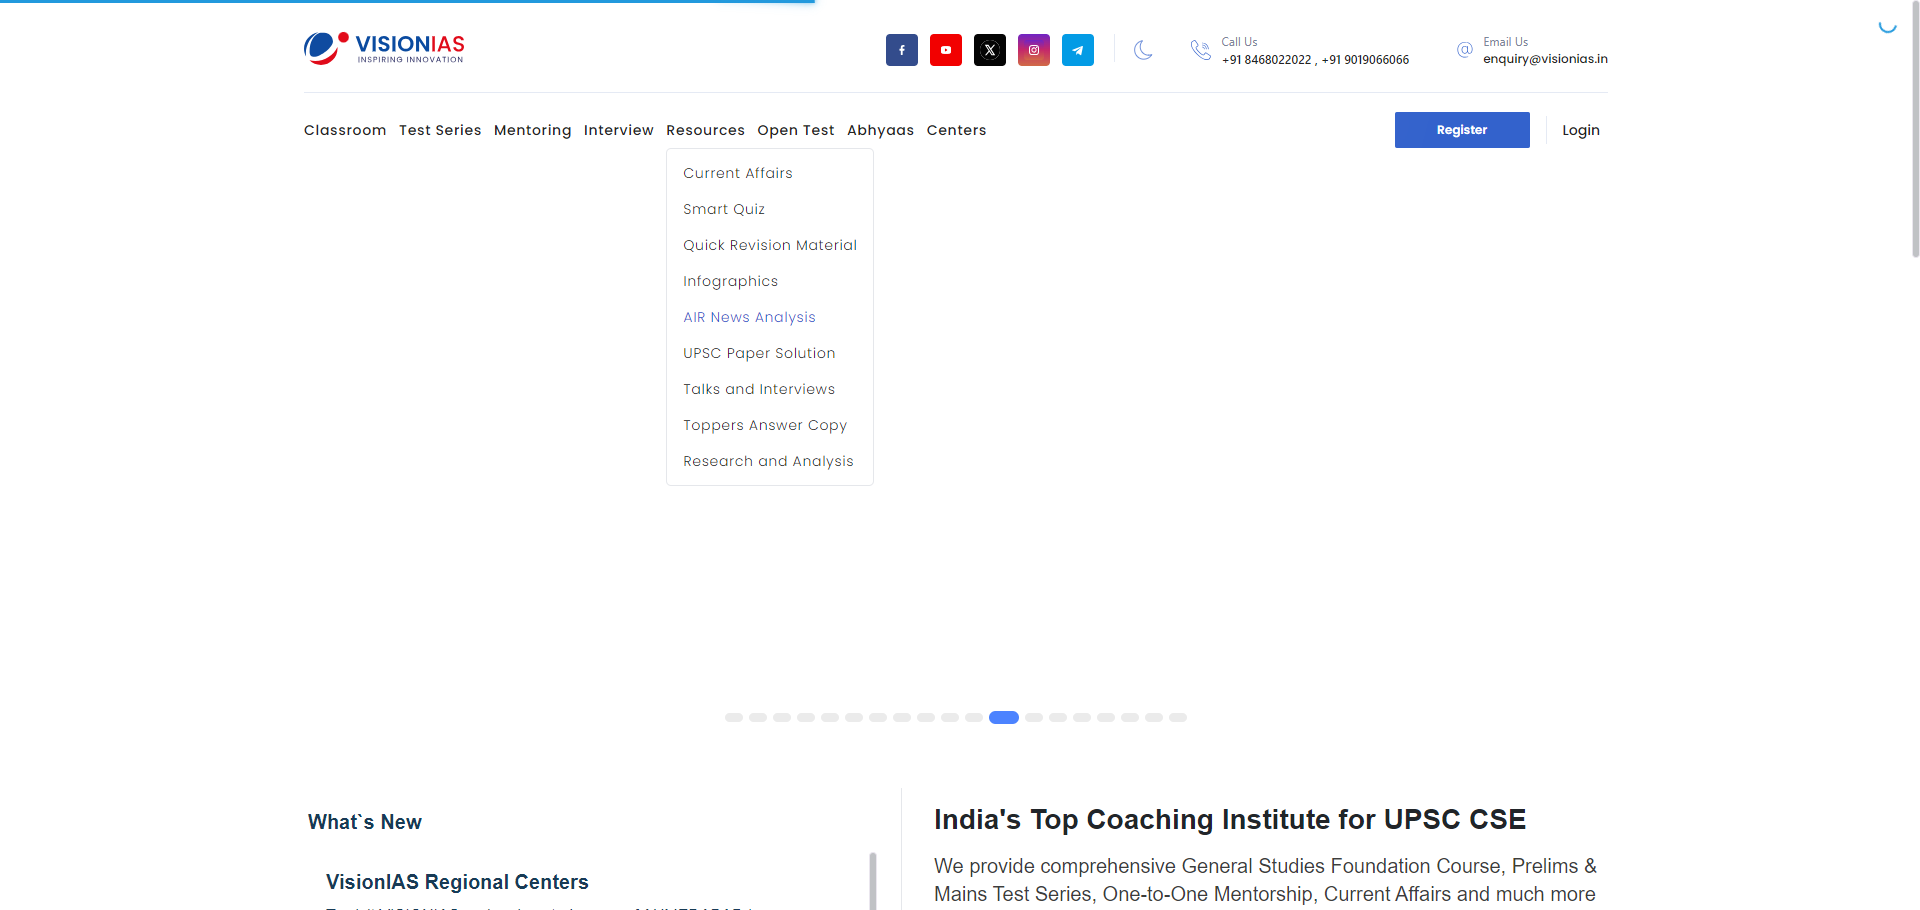 VISIONIAS
INSPIRING INNOVATION
Call Us
+91 8468022022 , +91 9019066066
Email Us
enquiry@visionias.in
Classroom Test Series Mentoring Interview Resources Open Test Abhyaas Centers
Register
Login
Current Affairs
Smart Quiz
Quick Revision Material
Infographics
AIR News Analysis
UPSC Paper Solution
Talks and Interviews
Toppers Answer Copy
Research and Analysis
What`s New
VisionIAS Regional Centers
India's Top Coaching Institute for UPSC CSE
We provide comprehensive General Studies Foundation Course, Prelims &
Mains Test Series, One-to-One Mentorship, Current Affairs and much more